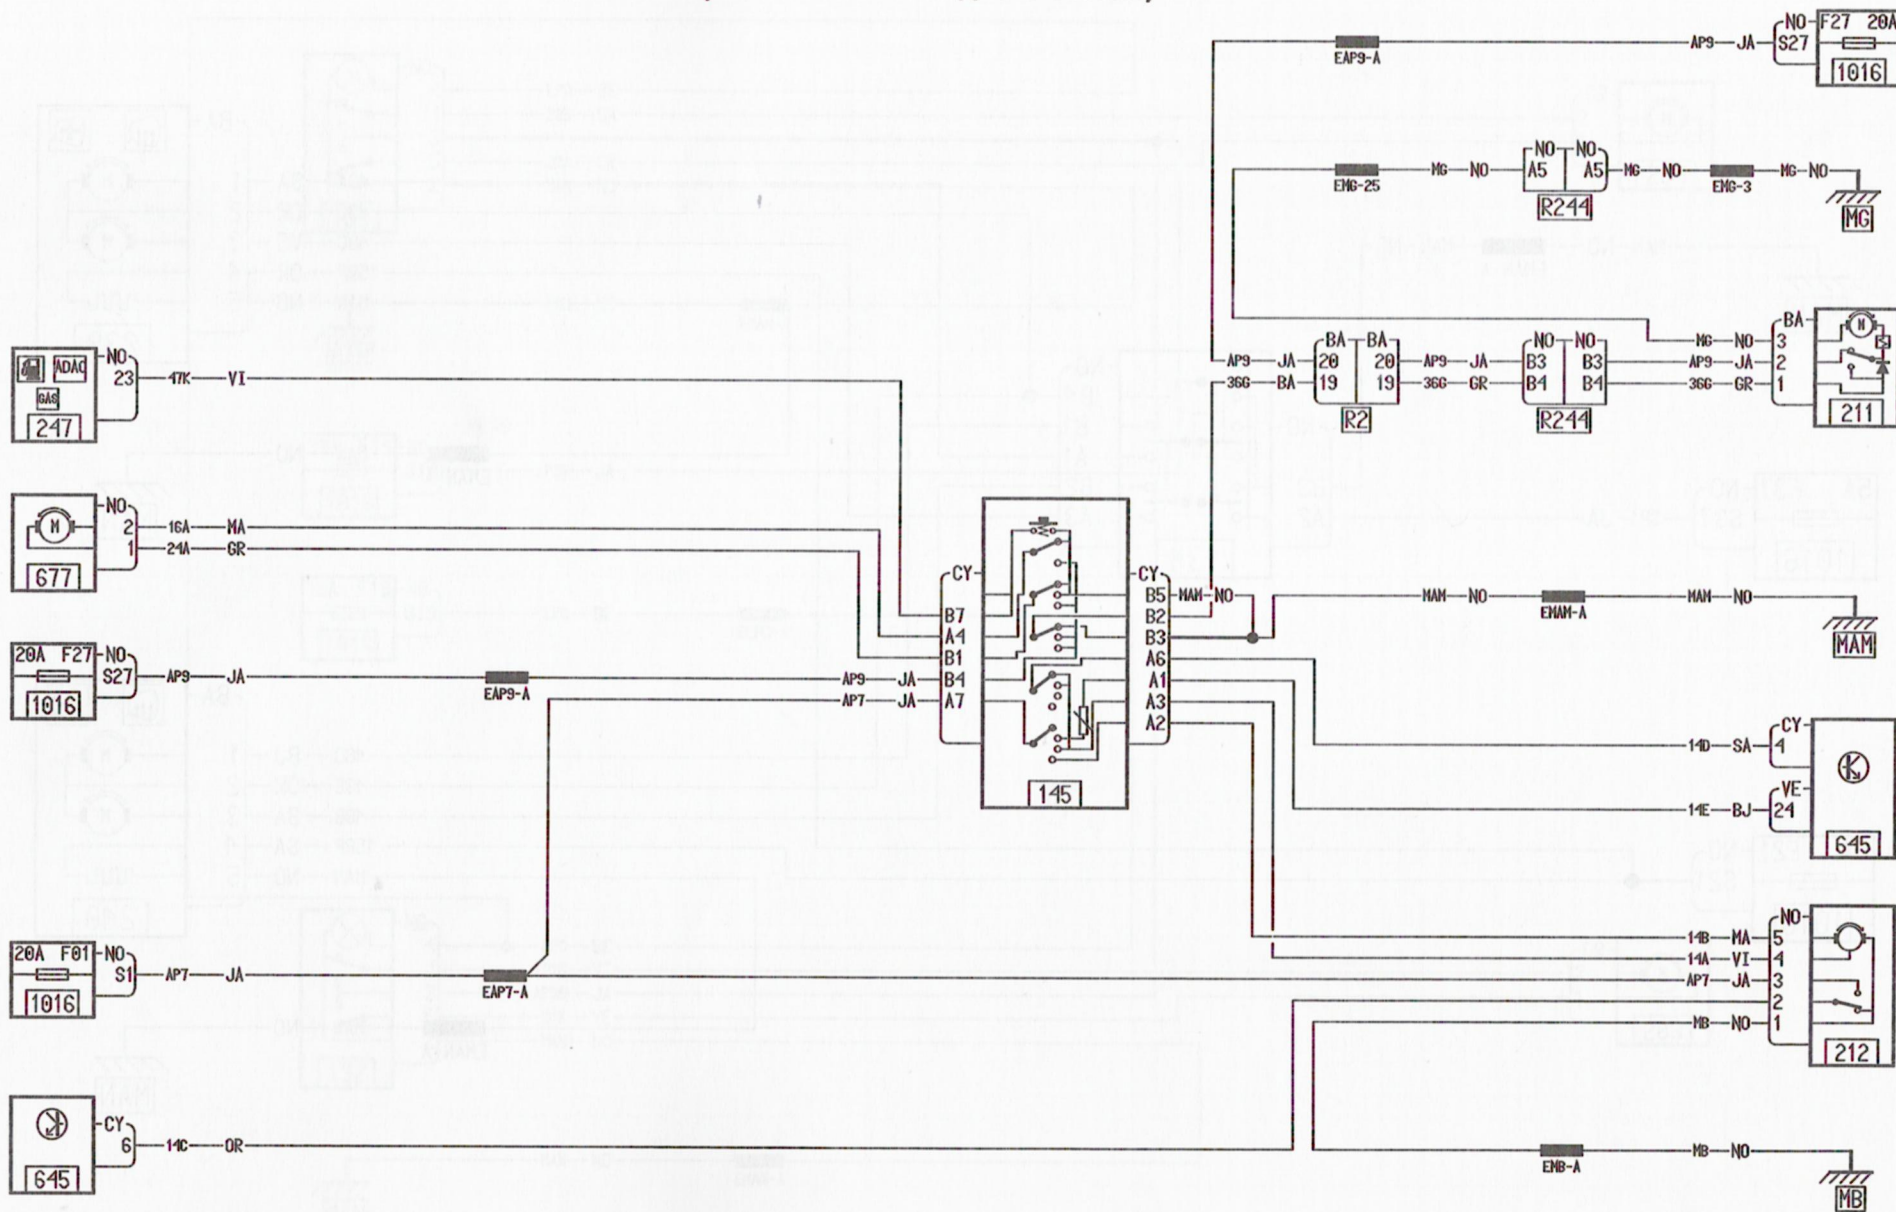 NO F27 20A
EAP9-A AP9 JA S27
1016
NO NO
EMG-25 MG NO A5 A5 MG NO EMG-3 MG NO
R244 MG
BA
BA BA NO NO MG NO 3
AP9 JA 20 20 AP9 JA B3 B3 AP9 JA 2
36G BA 19 19 36G GR B4 B4 36G GR 1
R2 R244 211
ADAC NO
23 47K VI
GAS
247
NO
2 16A MA
1 24A GR
677
CY CY
B7 B5 MAM NO MAM NO EMAM-A MAM NO
A4 B2
B1 B3 MAM
20A F27 NO
S27 AP9 JA EAP9-A AP9 JA B4 A6
1016 AP7 JA A7 A1
A3
A2
145
CY
14D SA 4
VE
14E BJ 24
645
NO
14B MA 5
14A VI 4
20A F01 NO
S1 AP7 JA EAP7-A AP7 JA 3
1016 2
MB NO 1
212
CY
6 14C OR
645
EMB-A MB NO
MB